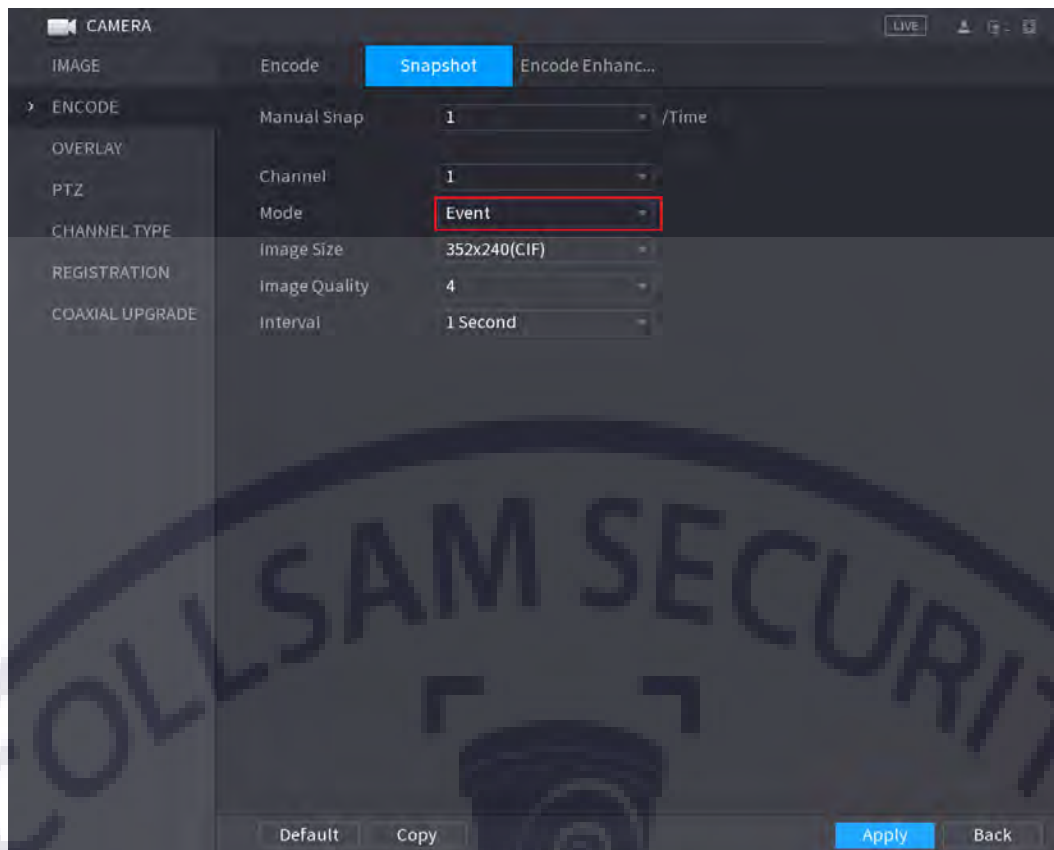 CAMERA
LIVE
IMAGE
ENCODE
OVERLAY
PTZ
CHANNEL TYPE
REGISTRATION
COAXIAL UPGRADE
Encode Snapshot Encode Enhanc...
Manual Snap 1 /Time
Channel 1
Mode Event
Image Size 352x240(CIF)
Image Quality 4
Interval 1 Second
COLLSAM SECURIT
Default Copy Apply Back